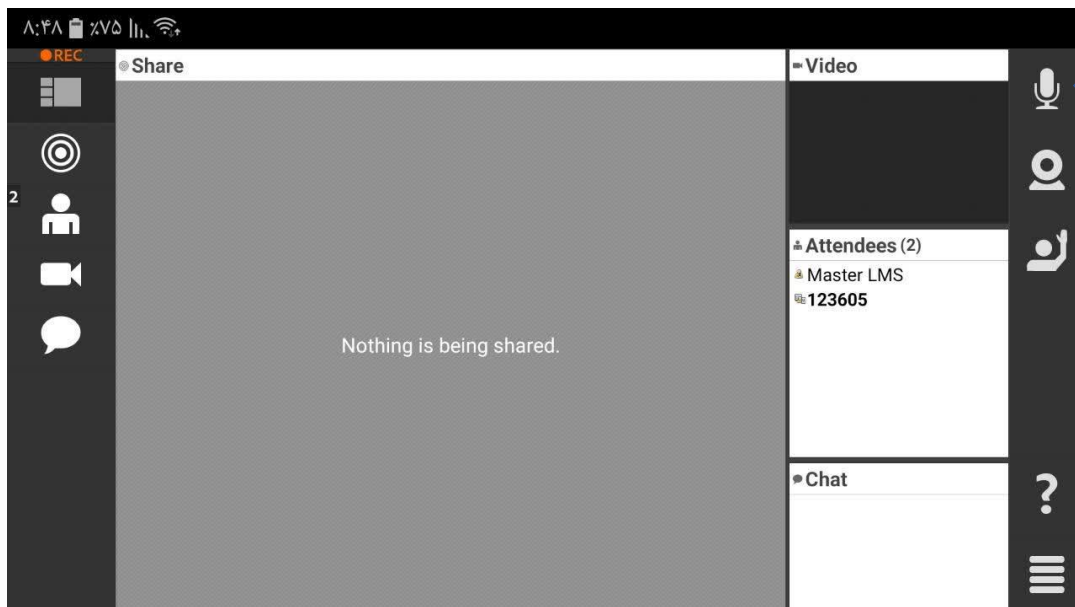 ۸:۴۸ ٪۷۵
REC
Share
Video
2
Attendees (2)
Master LMS
123605
Nothing is being shared.
Chat
?